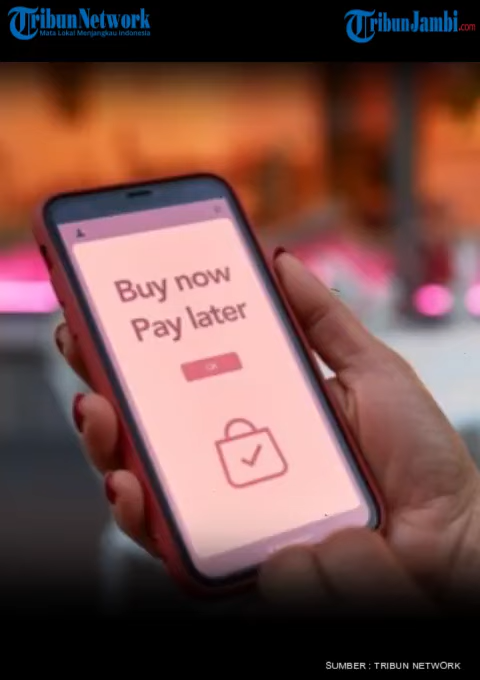 TribunNetwork
Mata Lokal Menjangkau Indonesia
TribunJambi.com
Buy now
Pay later
OK
SUMBER : TRIBUN NETWORK